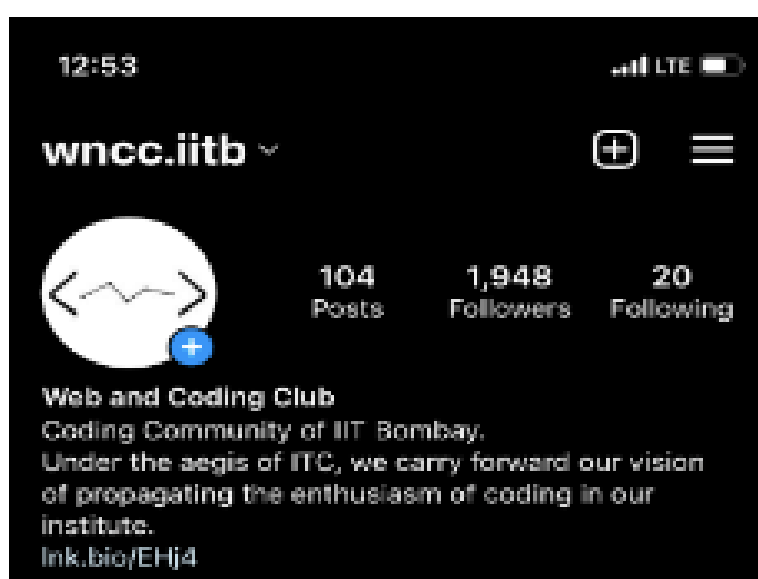 12:53
LTE
wncc.iitb
104 1,948 20
Posts Followers Following
Web and Coding Club
Coding Community of IIT Bombay.
Under the aegis of ITC, we carry forward our vision
of propagating the enthusiasm of coding in our
institute.
lnk.bio/EHj4